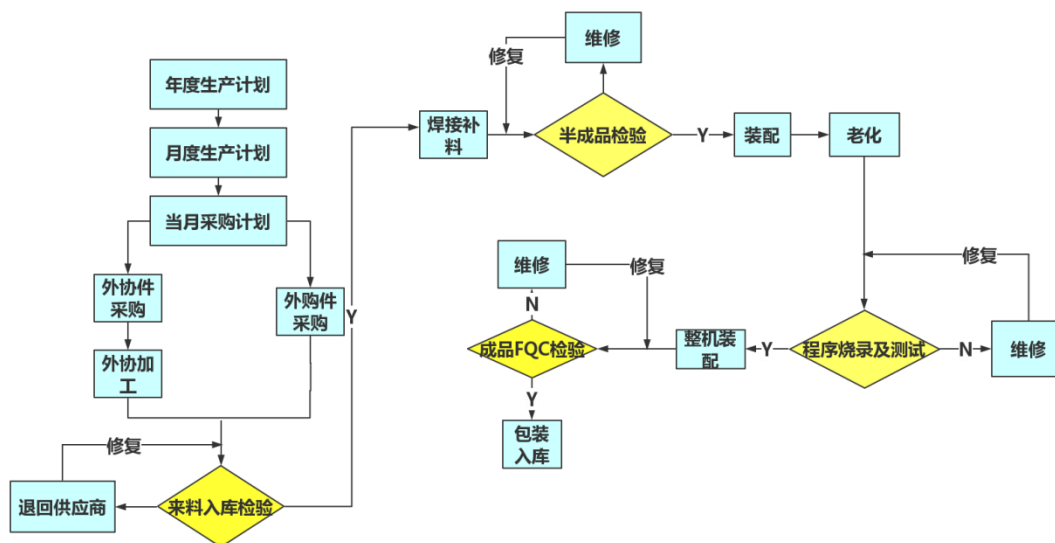 年度生产计划
月度生产计划
当月采购计划
外协件
采购
外购件
采购
外协加
工
修复
退回供应商
来料入库检验
Y
焊接补
料
修复
维修
半成品检验
Y
装配
老化
修复
维修
N
程序烧录及测试
Y
整机装
配
修复
维修
N
成品FQC检验
Y
包装
入库